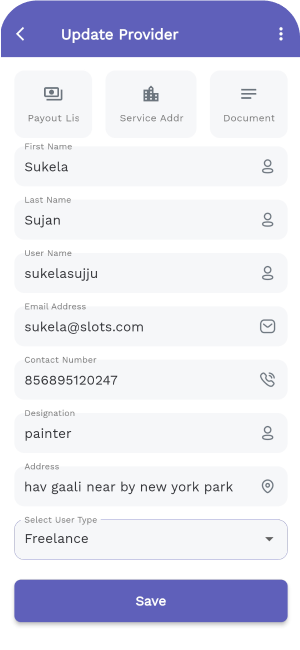 Update Provider
Payout Lis
Service Addr
Document
First Name
Sukela
Last Name
Sujan
User Name
sukelasujju
Email Address
sukela@slots.com
Contact Number
856895120247
Designation
painter
Address
hav gaali near by new york park
Select User Type
Freelance
Save